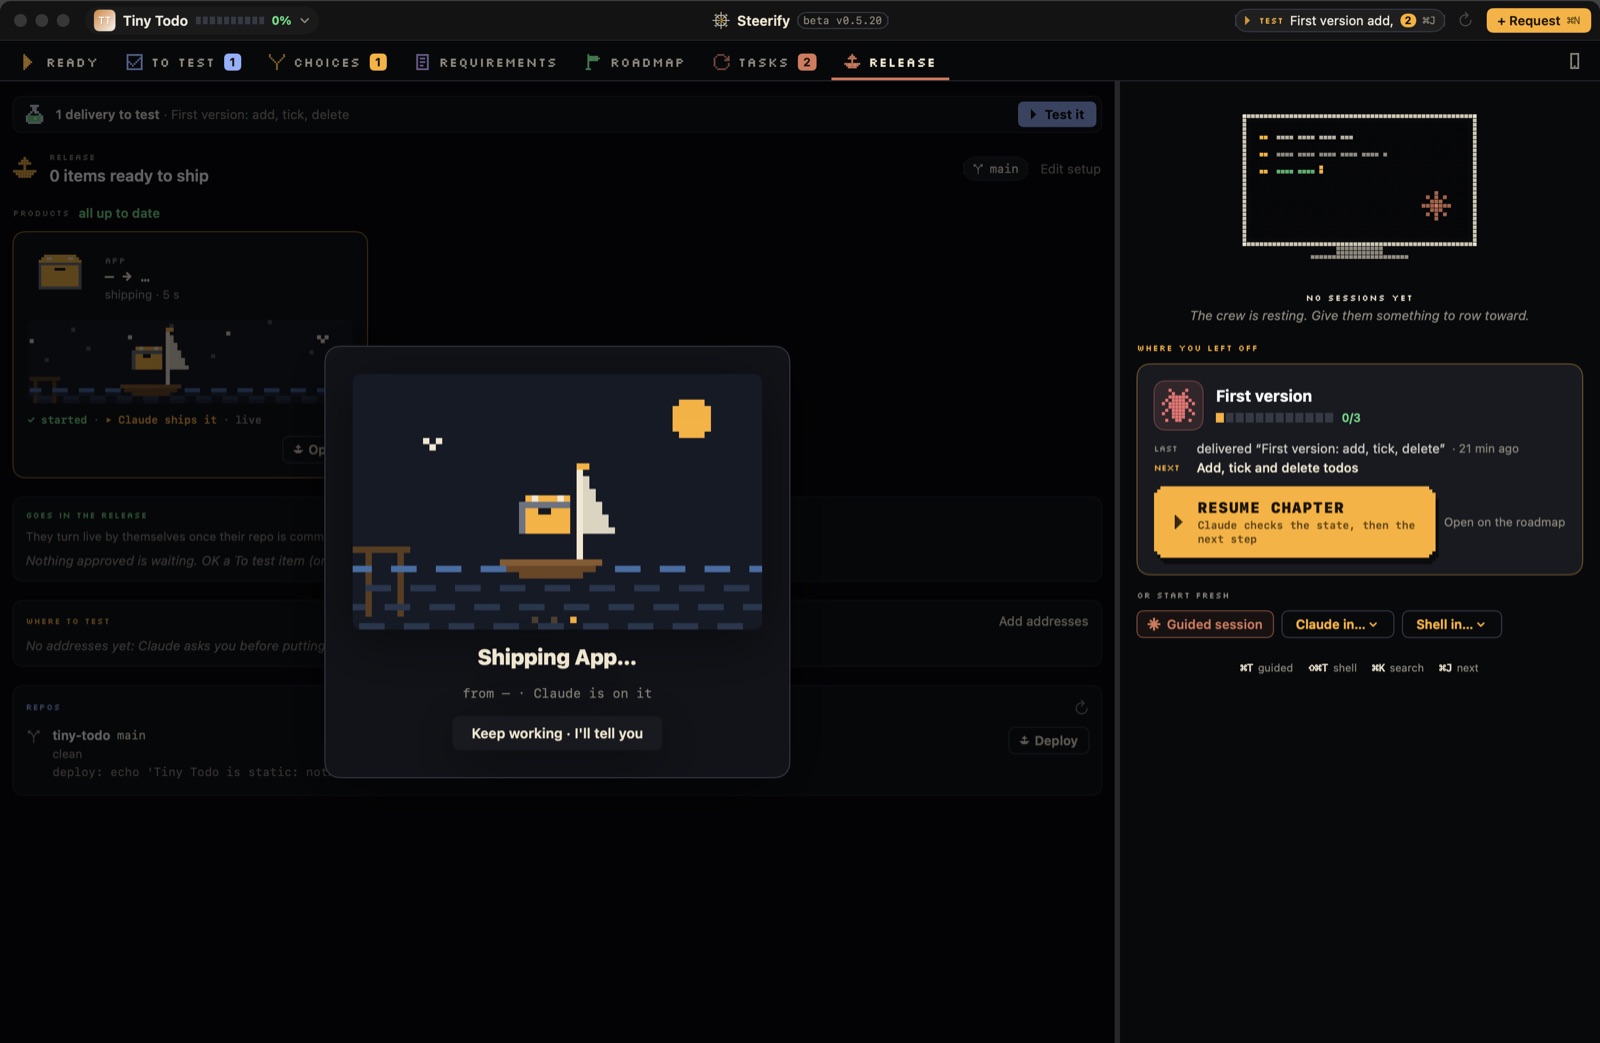 TT Tiny Todo 0%
Steerify beta v0.5.20
TEST First version add, 2 ⌘J
+ Request ⌘N
READY
TO TEST 1
CHOICES 1
REQUIREMENTS
ROADMAP
TASKS 2
RELEASE
1 delivery to test · First version: add, tick, delete
Test it
RELEASE
0 items ready to ship
main
Edit setup
PRODUCTS all up to date
APP
— → …
shipping · 5 s
✓ started · ▸ Claude ships it · live
Op
GOES IN THE RELEASE
They turn live by themselves once their repo is comm
Nothing approved is waiting. OK a To test item (or
WHERE TO TEST
Add addresses
No addresses yet: Claude asks you before putting
REPOS
tiny-todo main
clean
deploy: echo 'Tiny Todo is static: not
Deploy
Shipping App...
from — · Claude is on it
Keep working · I'll tell you
NO SESSIONS YET
The crew is resting. Give them something to row toward.
WHERE YOU LEFT OFF
First version
0/3
LAST delivered “First version: add, tick, delete” · 21 min ago
NEXT Add, tick and delete todos
RESUME CHAPTER
Claude checks the state, then the
next step
Open on the roadmap
OR START FRESH
Guided session
Claude in...
Shell in...
⌘T guided ⇧⌘T shell ⌘K search ⌘J next